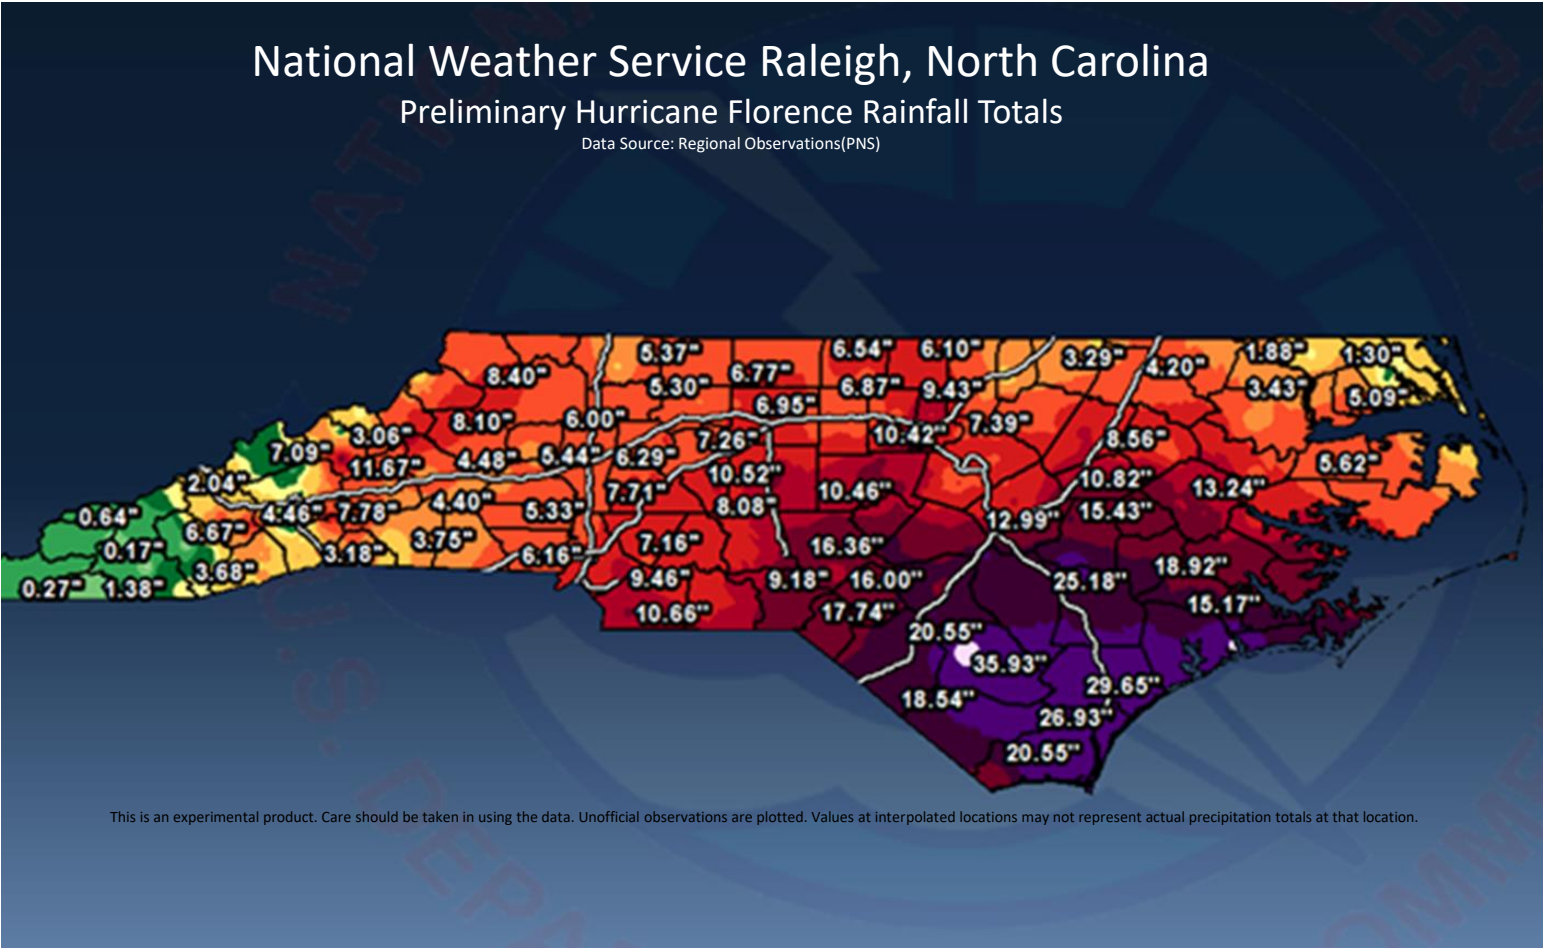 National Weather Service Raleigh, North Carolina
Preliminary Hurricane Florence Rainfall Totals
Data Source: Regional Observations(PNS)
5.37" 6.54" 6.10" 3.29" 4.20" 1.88" 1.30"
8.40" 5.30" 6.77" 6.87" 9.43" 3.43" 5.09"
8.10" 6.00" 6.95" 7.39"
3.06" 7.26" 10.42" 8.56"
7.09" 11.67" 4.48" 5.44" 6.29" 5.62"
2.04" 10.52" 10.82" 13.24"
4.40" 7.71" 10.46"
0.64" 4.46" 7.78" 5.33" 8.08" 12.99" 15.43"
6.67" 3.75"
0.17" 3.18" 6.16" 7.16" 16.36"
3.68" 9.46" 9.18" 16.00" 25.18" 18.92"
0.27" 1.38" 10.66" 17.74" 15.17"
20.55"
35.93"
18.54" 29.65"
26.93"
20.55"
This is an experimental product. Care should be taken in using the data. Unofficial observations are plotted. Values at interpolated locations may not represent actual precipitation totals at that location.
U.S. DEPA